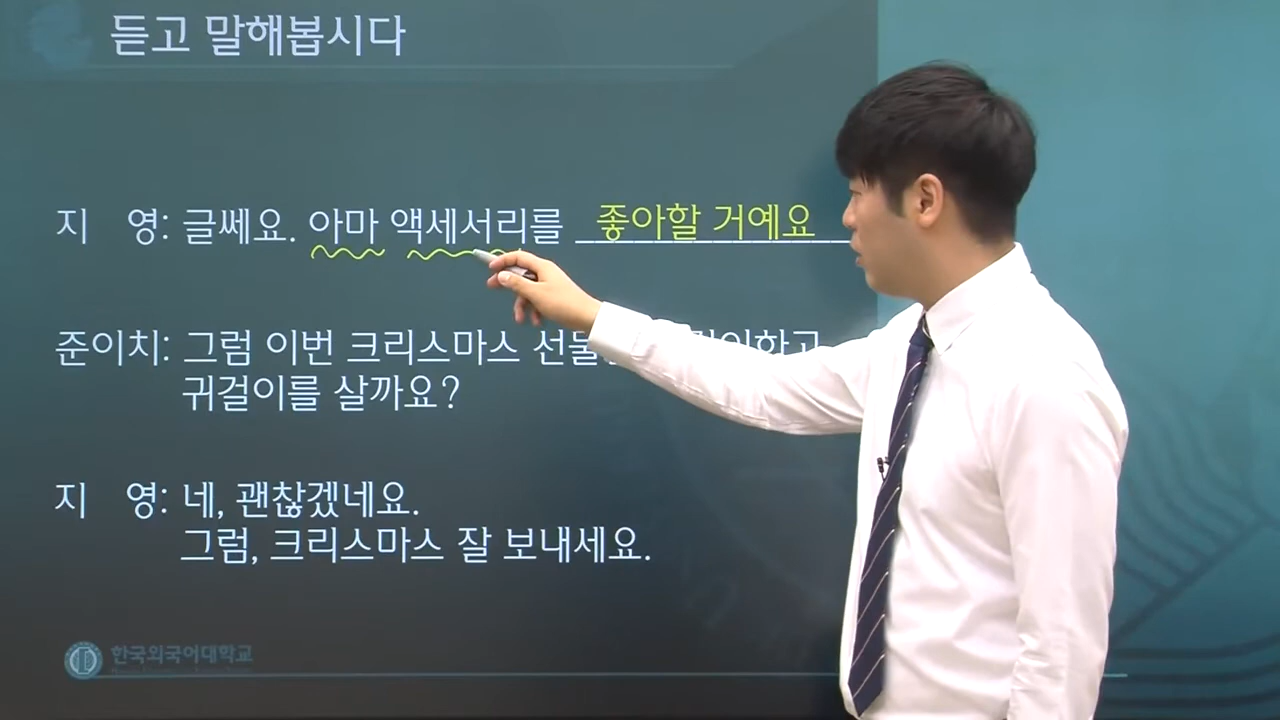 듣고 말해봅시다
지 영: 글쎄요. 아마 액세서리를 좋아할 거예요
준이치: 그럼 이번 크리스마스 선물
귀걸이를 살까요?
지 영: 네, 괜찮겠네요.
그럼, 크리스마스 잘 보내세요.
한국외국어대학교